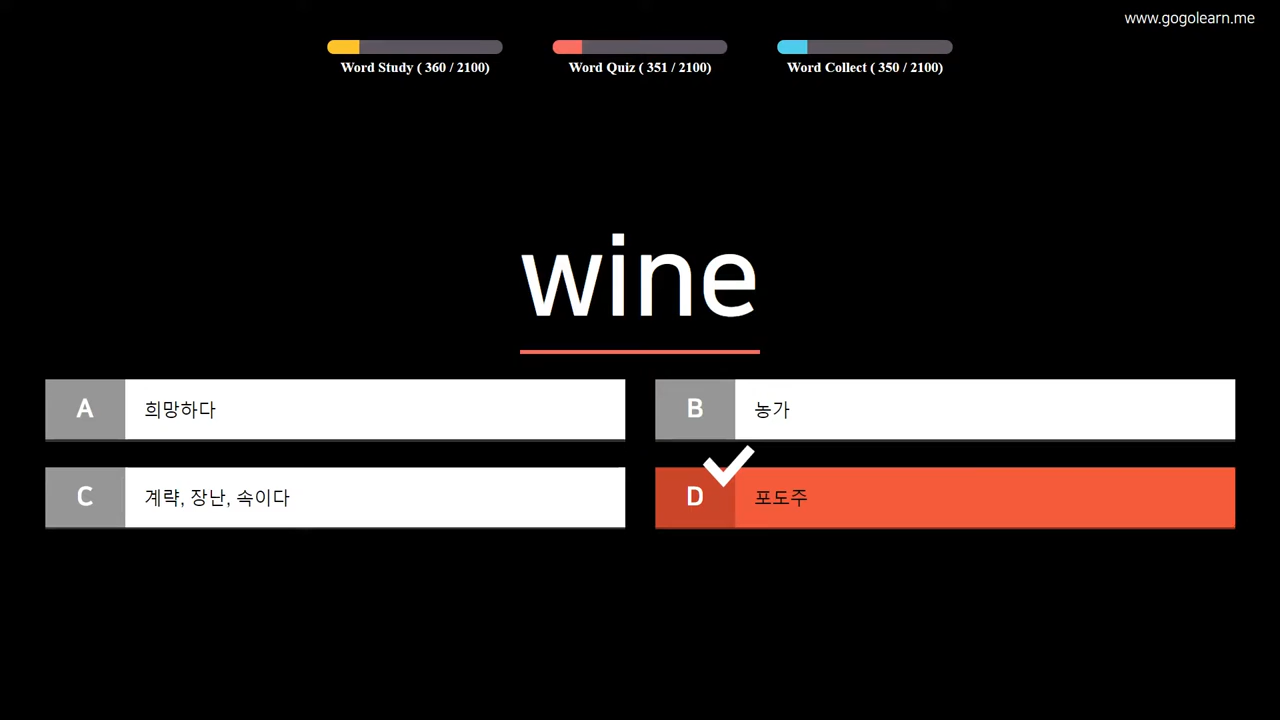 www.gogolearn.me
Word Study ( 360 / 2100)
Word Quiz ( 351 / 2100)
Word Collect ( 350 / 2100)
wine
A 희망하다
B 농가
C 계략, 장난, 속이다
D 포도주